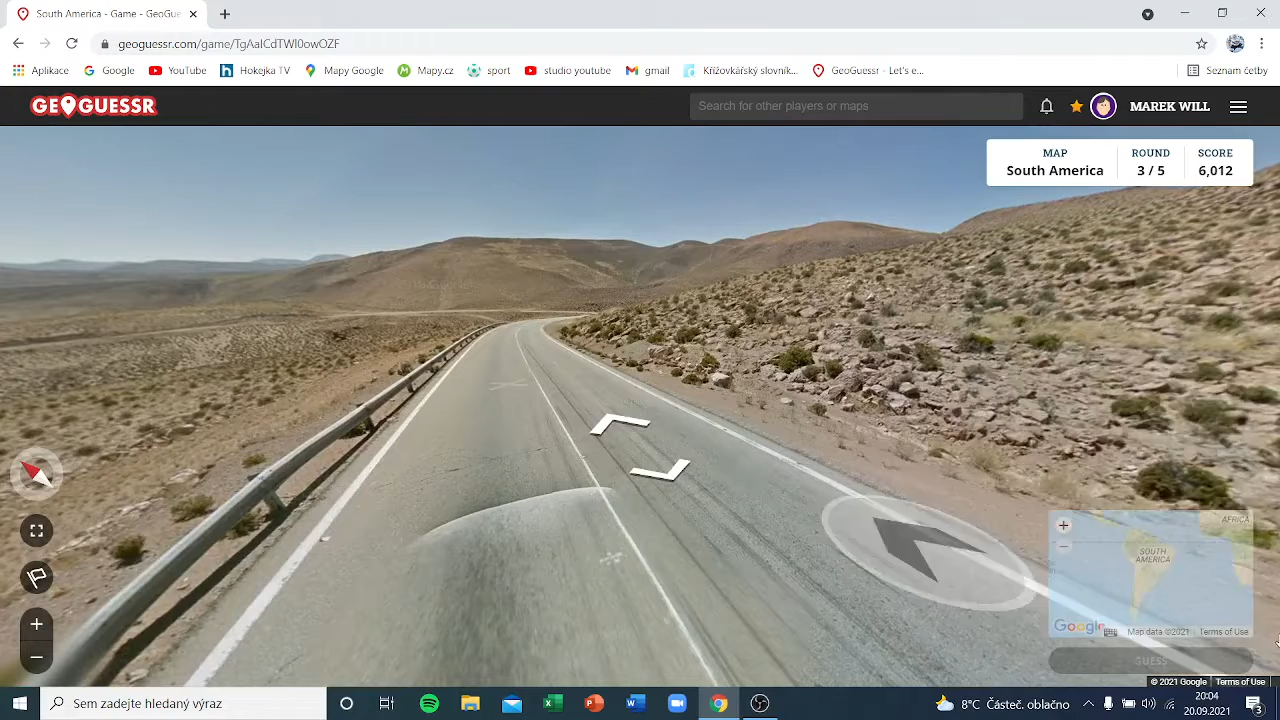 South America - Game - GeoGue
geoguessr.com/game/TgAaICdTWl0owOZF
Aplikace
Google
YouTube
Hokejka TV
Mapy Google
Mapy.cz
sport
studio youtube
gmail
Křížovkářský slovník...
GeoGuessr - Let's e...
Seznam četby
GEOGUESSR
Search for other players or maps
MAREK WILL
MAP
ROUND
SCORE
South America
3 / 5
6,012
AFRICA
SOUTH
AMERICA
Google
Map data ©2021
Terms of Use
GUESS
© 2021 Google
Terms of Use
Sem zadejte hledaný výraz
8°C Částeč. oblačno
20:04
20.09.2021
3